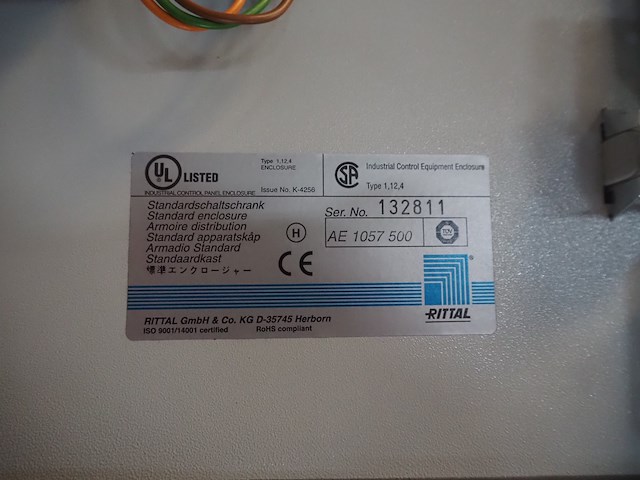 UL LISTED
Type 1,12,4
ENCLOSURE
INDUSTRIAL CONTROL PANEL ENCLOSURE Issue No. K-4256
SA Industrial Control Equipment Enclosure
Type 1,12,4
Standardschaltschrank
Standard enclosure
Armoire distribution
Standard apparatskåp
Armadio Standard
Standaardkast
標準エンクロージャー
H
CE
Ser. No. 132811
AE 1057 500
RITTAL
RITTAL GmbH & Co. KG D-35745 Herborn
ISO 9001/14001 certified RoHS compliant